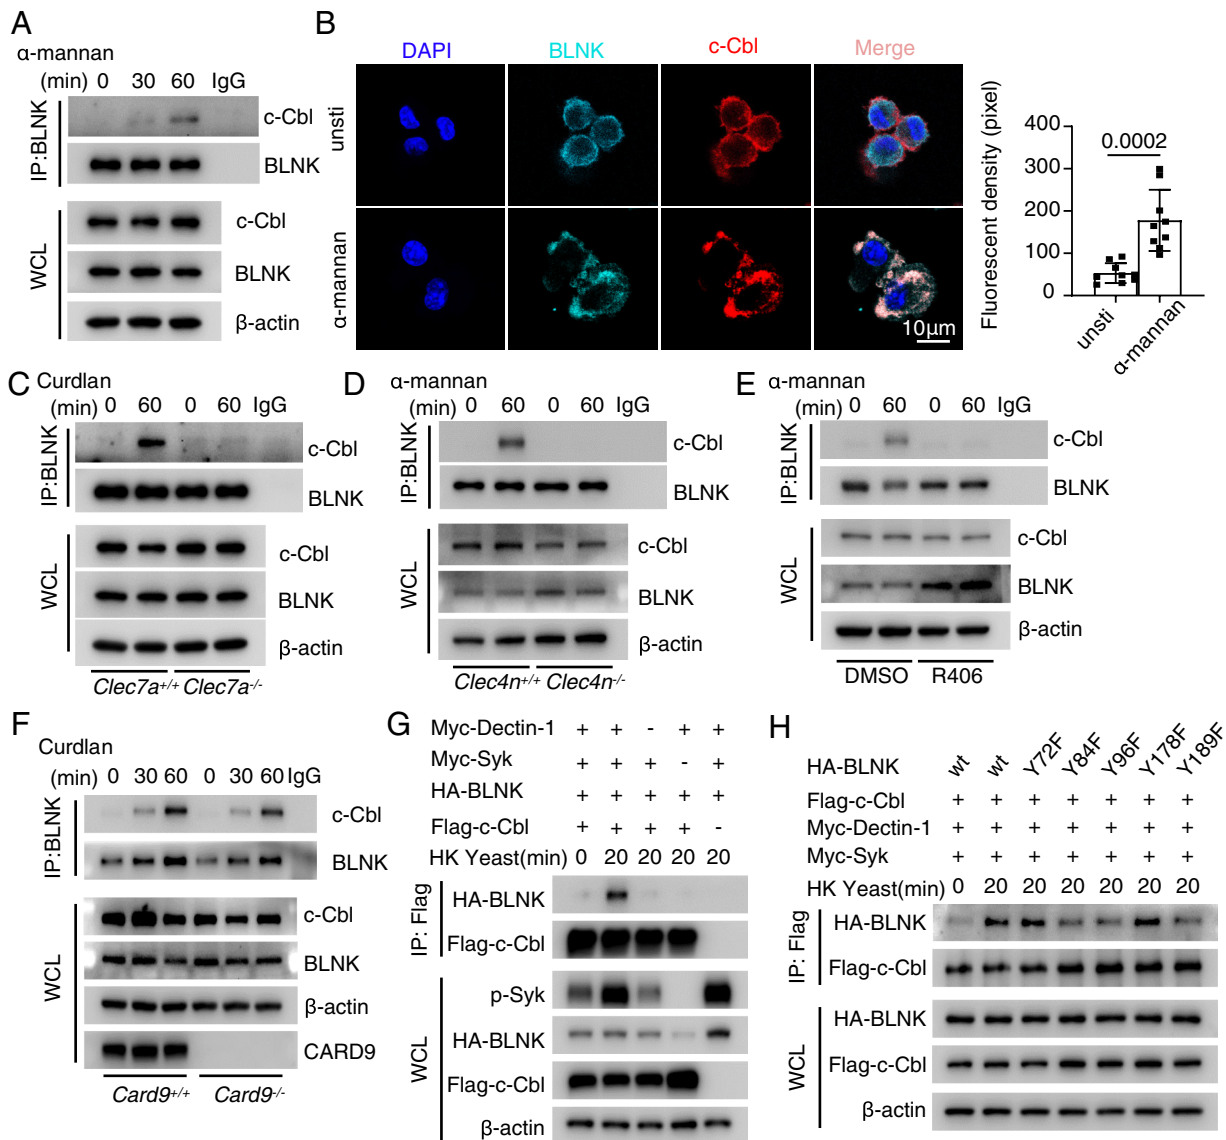 A
α-mannan
(min) 0 30 60 IgG
IP:BLNK
c-Cbl
BLNK
WCL
c-Cbl
BLNK
β-actin
B
DAPI BLNK c-Cbl Merge
unsti
α-mannan
10μm
Fluorescent density (pixel)
400
300
200
100
0
0.0002
unsti
α-mannan
C Curdlan
(min) 0 60 0 60 IgG
IP:BLNK
c-Cbl
BLNK
WCL
c-Cbl
BLNK
β-actin
Clec7a+/+ Clec7a-/-
D α-mannan
(min) 0 60 0 60 IgG
IP:BLNK
c-Cbl
BLNK
WCL
c-Cbl
BLNK
β-actin
Clec4n+/+ Clec4n-/-
E α-mannan
(min) 0 60 0 60 IgG
IP:BLNK
c-Cbl
BLNK
WCL
c-Cbl
BLNK
β-actin
DMSO R406
F
Curdlan
(min) 0 30 60 0 30 60 IgG
IP:BLNK
c-Cbl
BLNK
WCL
c-Cbl
BLNK
β-actin
CARD9
Card9+/+ Card9-/-
G
Myc-Dectin-1 + + - + +
Myc-Syk + + + - +
HA-BLNK + + + + +
Flag-c-Cbl + + + + -
HK Yeast(min) 0 20 20 20 20
IP: Flag
HA-BLNK
Flag-c-Cbl
WCL
p-Syk
HA-BLNK
Flag-c-Cbl
β-actin
H
HA-BLNK wt wt Y72F Y84F Y96F Y178F Y189F
Flag-c-Cbl + + + + + + +
Myc-Dectin-1 + + + + + + +
Myc-Syk + + + + + + +
HK Yeast(min) 0 20 20 20 20 20 20
IP: Flag
HA-BLNK
Flag-c-Cbl
WCL
HA-BLNK
Flag-c-Cbl
β-actin